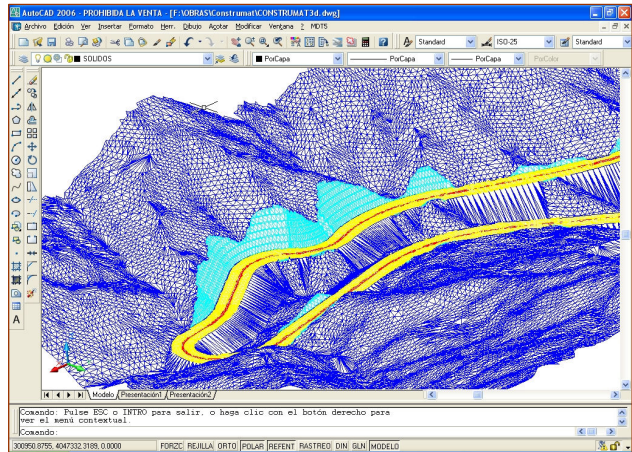 AutoCAD 2006 - PROHIBIDA LA VENTA - [F:\OBRAS\Construmat\CONSTRUMAT3d.dwg]
Archivo Edición Ver Insertar Formato Herr. Dibujo Acotar Modificar Ventana ? MDT5
Standard ISO-25 Standard
SOLIDOS PorCapa PorCapa PorCapa PorColor
A
Modelo Presentación1 Presentación2
Comando: Pulse ESC o INTRO para salir, o haga clic con el botón derecho para
ver el menú contextual.
Comando:
300950.8755, 4047332.3189, 0.0000 FORZC REJILLA ORTO POLAR REFENT RASTREO DIN GLN MODELO